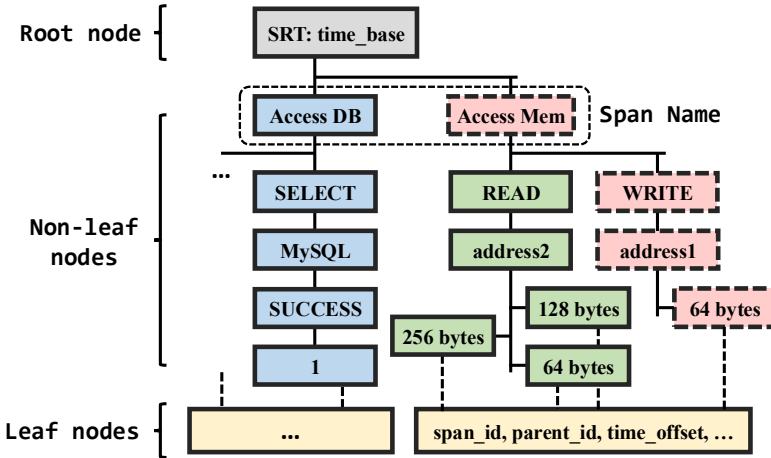 Root node
SRT: time_base
Access DB
Access Mem
Span Name
...
SELECT
READ
WRITE
Non-leaf
nodes
MySQL
address2
address1
SUCCESS
128 bytes
64 bytes
256 bytes
1
64 bytes
Leaf nodes
...
span_id, parent_id, time_offset, ...